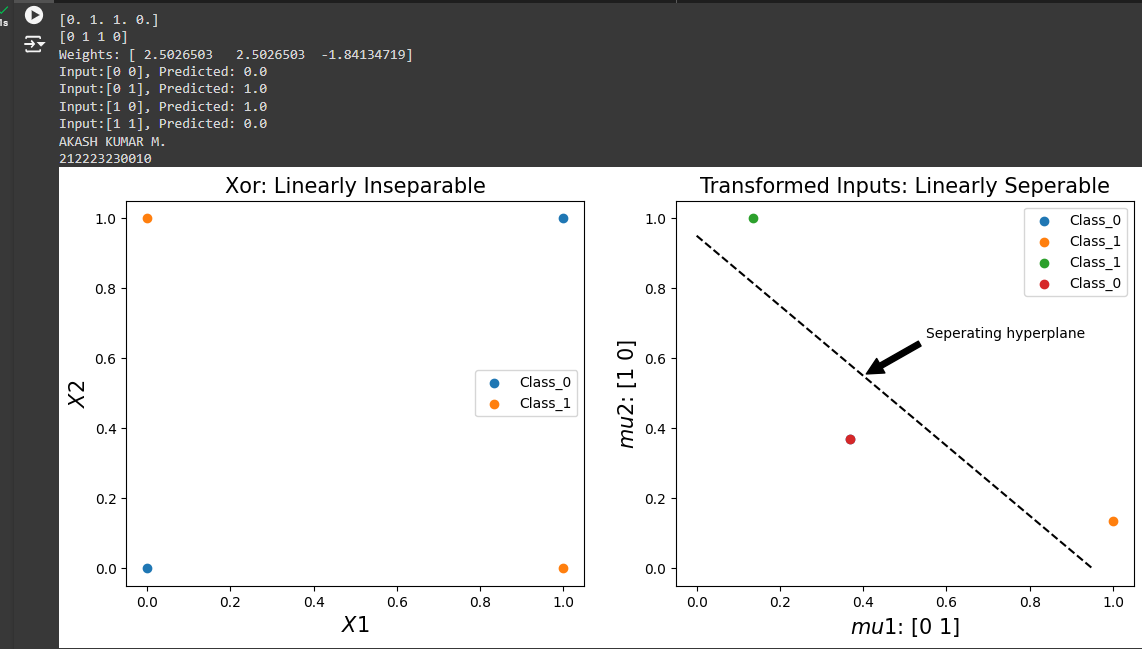 1s
[0. 1. 1. 0.]
[0 1 1 0]
Weights: [ 2.5026503   2.5026503  -1.84134719]
Input:[0 0], Predicted: 0.0
Input:[0 1], Predicted: 1.0
Input:[1 0], Predicted: 1.0
Input:[1 1], Predicted: 0.0
AKASH KUMAR M.
212223230010
Xor: Linearly Inseparable
1.0
0.8
0.6
0.4
0.2
0.0
X2
Class_0
Class_1
0.0 0.2 0.4 0.6 0.8 1.0
X1
Transformed Inputs: Linearly Seperable
1.0
0.8
0.6
0.4
0.2
0.0
mu2: [1 0]
Class_0
Class_1
Class_1
Class_0
Seperating hyperplane
0.0 0.2 0.4 0.6 0.8 1.0
mu1: [0 1]